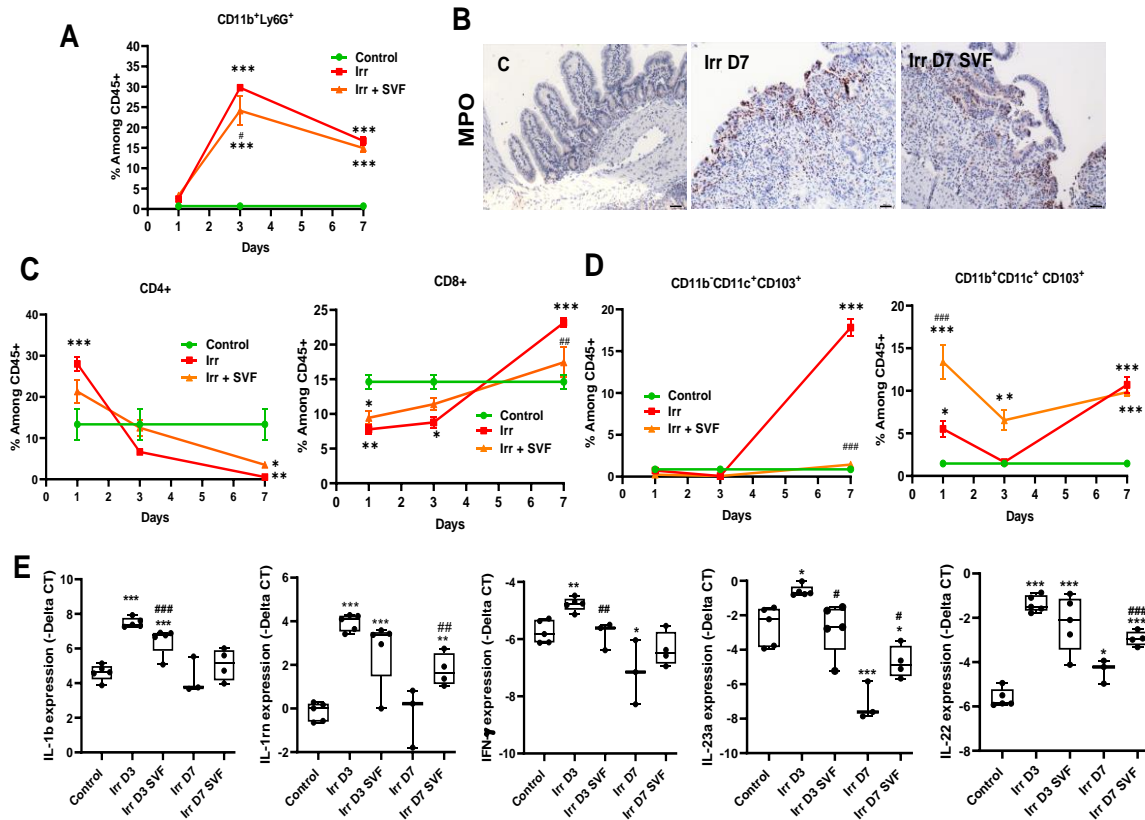 A
CD11b⁺Ly6G⁺
% Among CD45+
35
30
25
20
15
10
5
0
0 1 2 3 4 5 6 7
Days
Control
Irr
Irr + SVF
***
#
***
***
***
B
MPO
C
Irr D7
Irr D7 SVF
C
CD4+
% Among CD45+
40
30
20
10
0
0 1 2 3 4 5 6 7
Days
Control
Irr
Irr + SVF
***
*
**
CD8+
% Among CD45+
25
20
15
10
5
0
0 1 2 3 4 5 6 7
Days
Control
Irr
Irr + SVF
*
**
*
***
##
D
CD11b⁻CD11c⁺CD103⁺
% Among CD45+
20
15
10
5
0
0 1 2 3 4 5 6 7
Days
Control
Irr
Irr + SVF
***
###
CD11b⁺CD11c⁺ CD103⁺
% Among CD45+
20
15
10
5
0
0 1 2 3 4 5 6 7
Days
###
***
*
**
***
***
E
IL-1b expression (-Delta CT)
10
8
6
4
2
0
***
###
***
Control
Irr D3
Irr D3 SVF
Irr D7
Irr D7 SVF
IL-1rn expression (-Delta CT)
6
4
2
0
-2
***
***
##
**
Control
Irr D3
Irr D3 SVF
Irr D7
Irr D7 SVF
IFN-γ expression (-Delta CT)
-4
-6
-8
-10
**
##
*
Control
Irr D3
Irr D3 SVF
Irr D7
Irr D7 SVF
IL-23a expression (-Delta CT)
0
-2
-4
-6
-8
-10
*
#
***
#
*
Control
Irr D3
Irr D3 SVF
Irr D7
Irr D7 SVF
IL-22 expression (-Delta CT)
0
-2
-4
-6
-8
***
***
*
###
***
Control
Irr D3
Irr D3 SVF
Irr D7
Irr D7 SVF